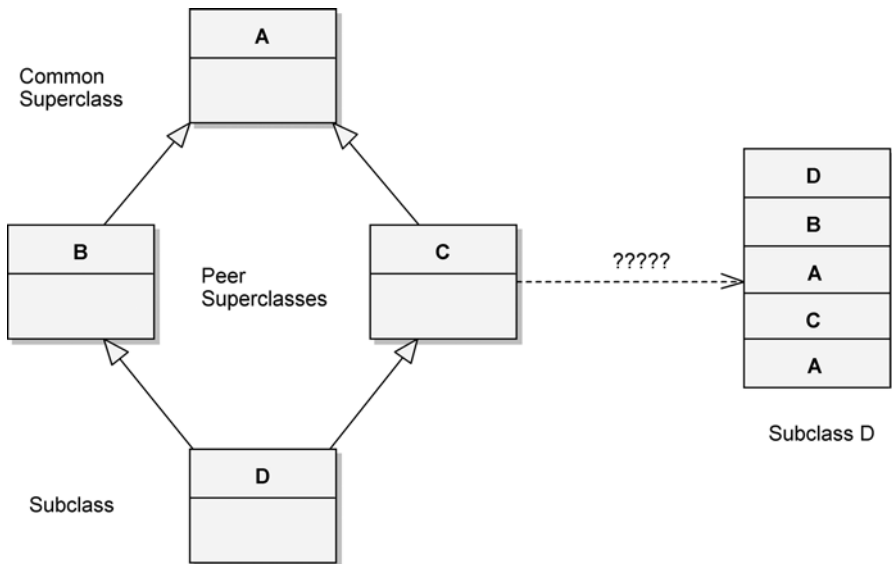 A
Common
Superclass
B
Peer
Superclasses
C
?????
D
B
A
C
A
Subclass D
Subclass
D